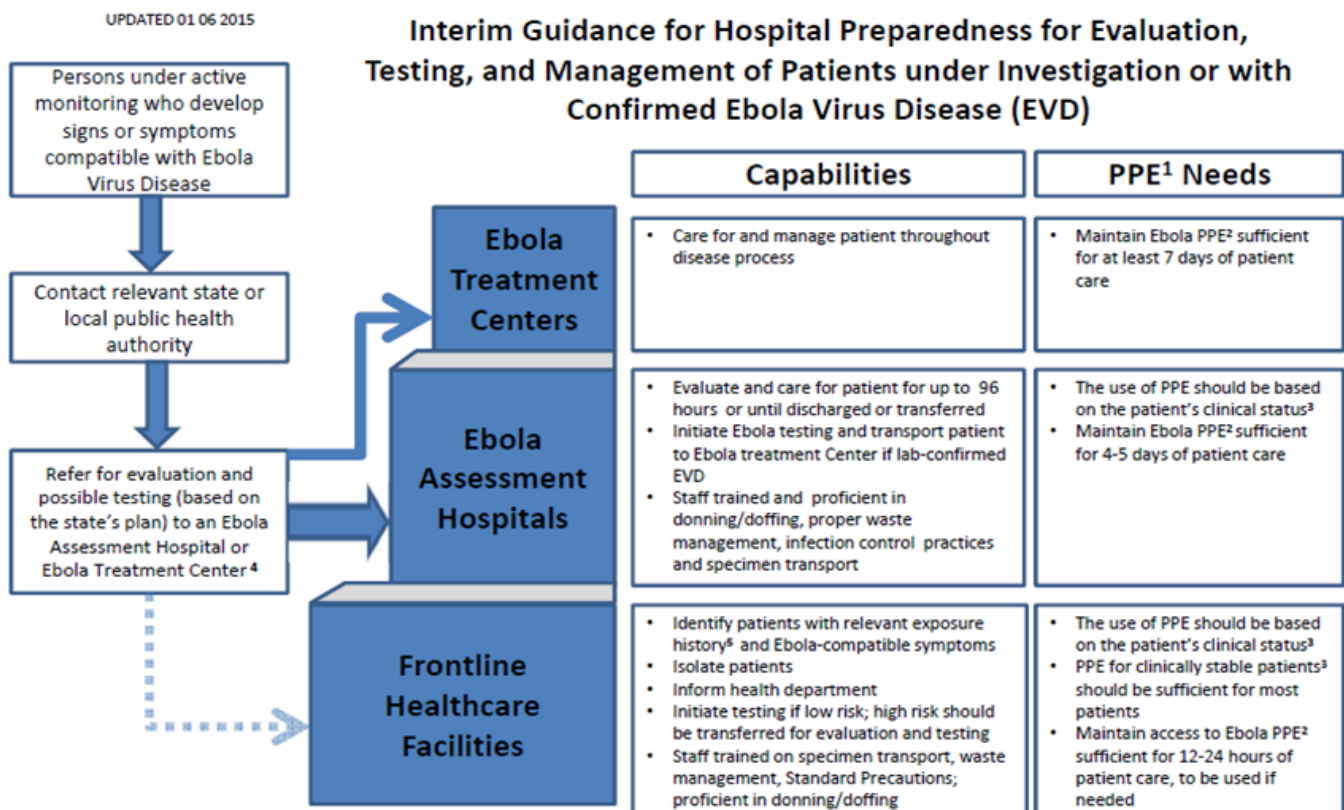 UPDATED 01 06 2015
Interim Guidance for Hospital Preparedness for Evaluation,
Testing, and Management of Patients under Investigation or with
Confirmed Ebola Virus Disease (EVD)
Persons under active
monitoring who develop
signs or symptoms
compatible with Ebola
Virus Disease
Contact relevant state or
local public health
authority
Refer for evaluation and
possible testing (based on
the state's plan) to an Ebola
Assessment Hospital or
Ebola Treatment Center⁴
Capabilities
PPE¹ Needs
Ebola
Treatment
Centers
• Care for and manage patient throughout
disease process
• Maintain Ebola PPE² sufficient
for at least 7 days of patient
care
Ebola
Assessment
Hospitals
• Evaluate and care for patient for up to 96
hours or until discharged or transferred
• Initiate Ebola testing and transport patient
to Ebola treatment Center if lab-confirmed
EVD
• Staff trained and proficient in
donning/doffing, proper waste
management, infection control practices
and specimen transport
• The use of PPE should be based
on the patient's clinical status³
• Maintain Ebola PPE² sufficient
for 4-5 days of patient care
Frontline
Healthcare
Facilities
• Identify patients with relevant exposure
history⁵ and Ebola-compatible symptoms
• Isolate patients
• Inform health department
• Initiate testing if low risk; high risk should
be transferred for evaluation and testing
• Staff trained on specimen transport, waste
management, Standard Precautions;
proficient in donning/doffing
• The use of PPE should be based
on the patient's clinical status³
• PPE for clinically stable patients³
should be sufficient for most
patients
• Maintain access to Ebola PPE²
sufficient for 12-24 hours of
patient care, to be used if
needed